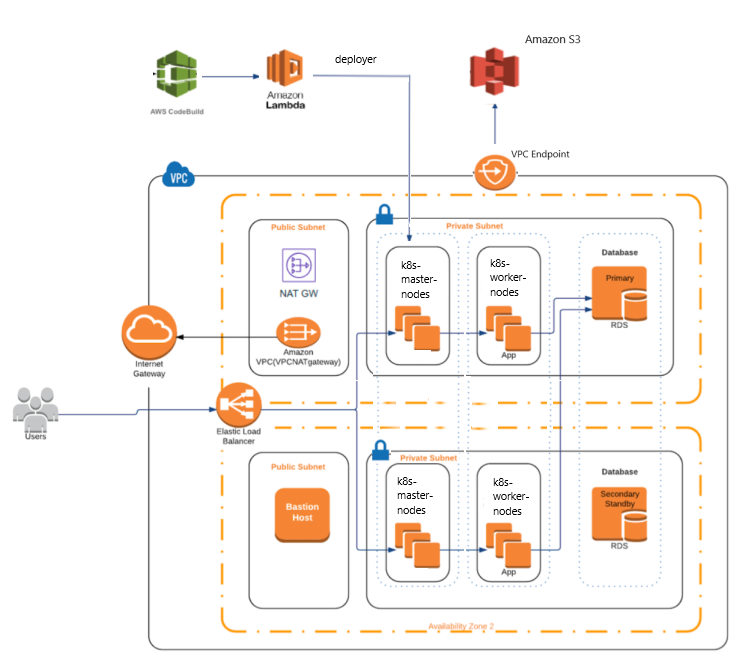 Amazon S3
deployer
Amazon
Lambda
AWS CodeBuild
VPC Endpoint
VPC
Public Subnet
Private Subnet
NAT GW
k8s-
master-
nodes
k8s-
worker-
nodes
App
Database
Primary
RDS
Amazon
VPC(VPCNATgateway)
Internet
Gateway
Users
Elastic Load
Balancer
Public Subnet
Bastion
Host
Private Subnet
k8s-
master-
nodes
k8s-
worker-
nodes
App
Database
Secondary
Standby
RDS
Availability Zone 2